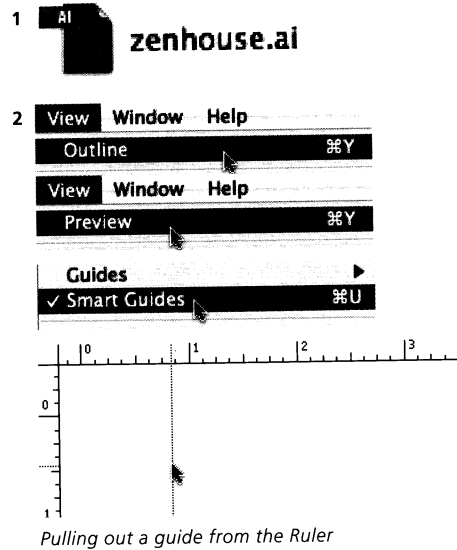 1
AI
zenhouse.ai
2
View Window Help
Outline ⌘Y
View Window Help
Preview ⌘Y
Guides ▶
✓ Smart Guides ⌘U
0 1 2 3
0
1
Pulling out a guide from the Ruler